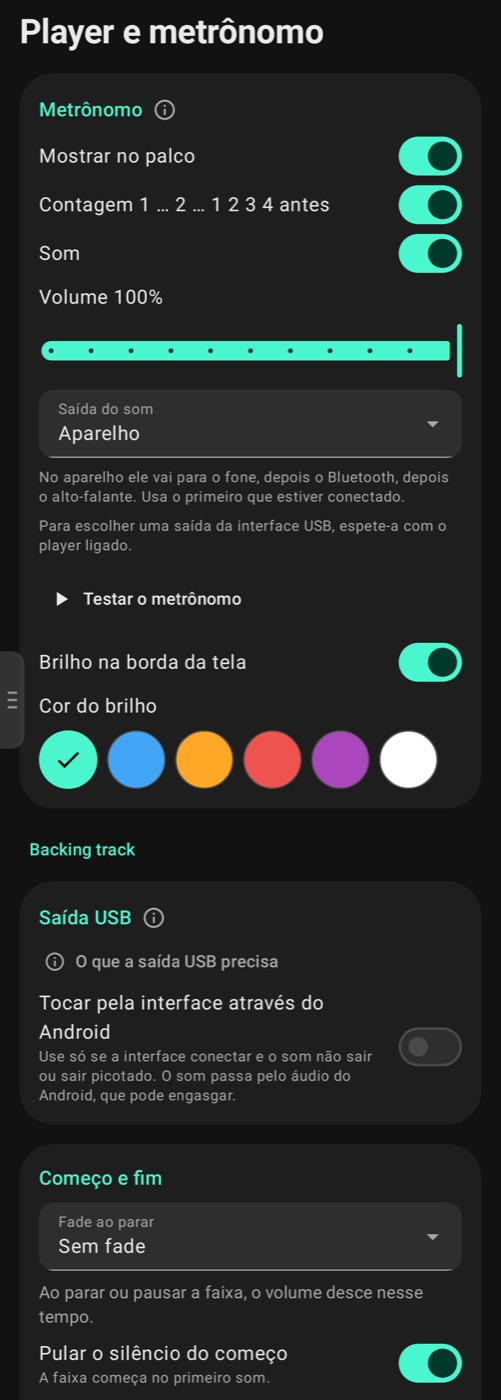 Player e metrônomo
Metrônomo
Mostrar no palco
Contagem 1 ... 2 ... 1 2 3 4 antes
Som
Volume 100%
Saída do som
Aparelho
No aparelho ele vai para o fone, depois o Bluetooth, depois
o alto-falante. Usa o primeiro que estiver conectado.
Para escolher uma saída da interface USB, espete-a com o
player ligado.
Testar o metrônomo
Brilho na borda da tela
Cor do brilho
Backing track
Saída USB
O que a saída USB precisa
Tocar pela interface através do
Android
Use só se a interface conectar e o som não sair
ou sair picotado. O som passa pelo áudio do
Android, que pode engasgar.
Começo e fim
Fade ao parar
Sem fade
Ao parar ou pausar a faixa, o volume desce nesse
tempo.
Pular o silêncio do começo
A faixa começa no primeiro som.